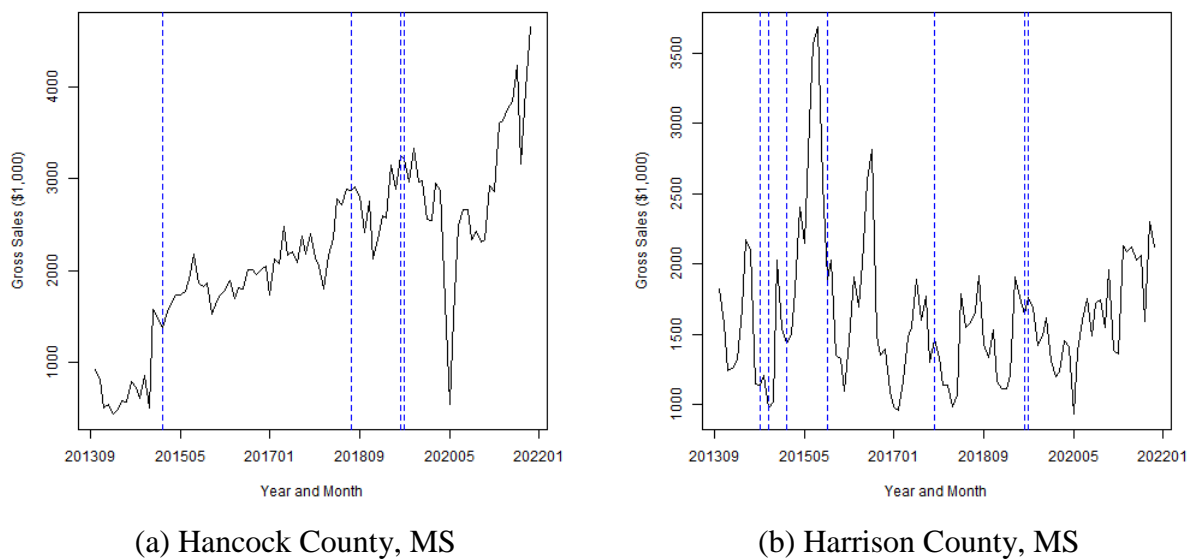 4000
3000
2000
1000
Gross Sales ($1,000)
201309 201505 201701 201809 202005 202201
Year and Month
(a) Hancock County, MS
3500
3000
2500
2000
1500
1000
Gross Sales ($1,000)
201309 201505 201701 201809 202005 202201
Year and Month
(b) Harrison County, MS